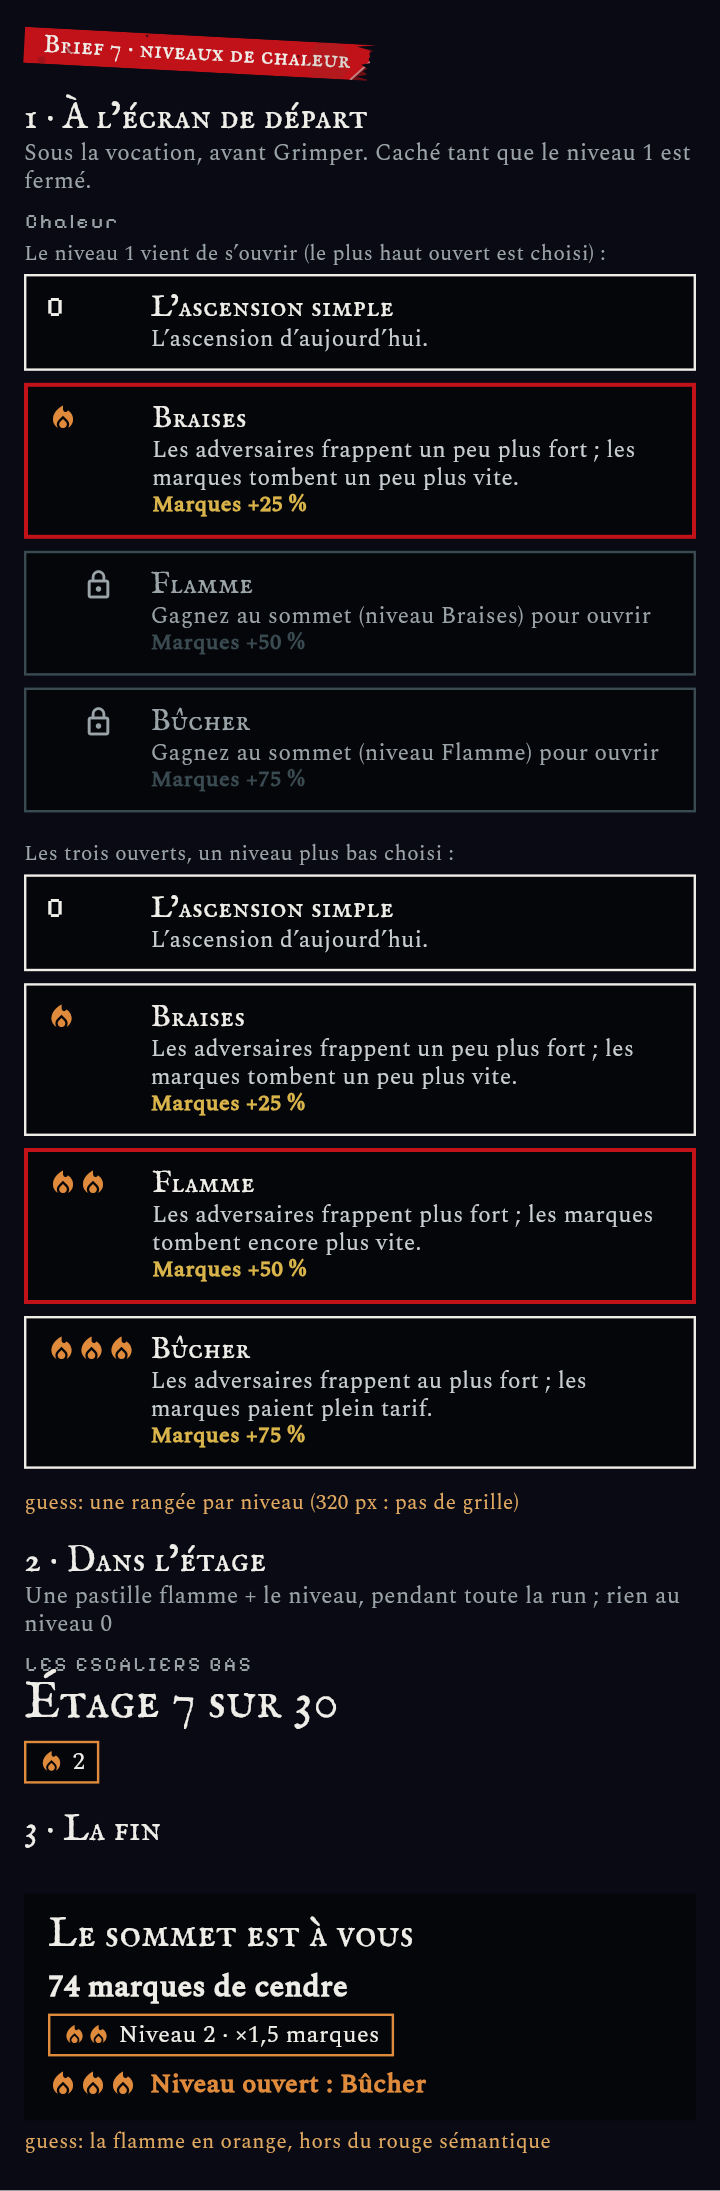 Brief 7 · niveaux de chaleur
1 · À l’écran de départ
Sous la vocation, avant Grimper. Caché tant que le niveau 1 est
fermé.
Chaleur
Le niveau 1 vient de s’ouvrir (le plus haut ouvert est choisi) :
0
L’ascension simple
L’ascension d’aujourd’hui.
Braises
Les adversaires frappent un peu plus fort ; les
marques tombent un peu plus vite.
Marques +25 %
Flamme
Gagnez au sommet (niveau Braises) pour ouvrir
Marques +50 %
Bûcher
Gagnez au sommet (niveau Flamme) pour ouvrir
Marques +75 %
Les trois ouverts, un niveau plus bas choisi :
0
L’ascension simple
L’ascension d’aujourd’hui.
Braises
Les adversaires frappent un peu plus fort ; les
marques tombent un peu plus vite.
Marques +25 %
Flamme
Les adversaires frappent plus fort ; les marques
tombent encore plus vite.
Marques +50 %
Bûcher
Les adversaires frappent au plus fort ; les
marques paient plein tarif.
Marques +75 %
guess: une rangée par niveau (320 px : pas de grille)
2 · Dans l’étage
Une pastille flamme + le niveau, pendant toute la run ; rien au
niveau 0
LES ESCALIERS BAS
Étage 7 sur 30
2
3 · La fin
Le sommet est à vous
74 marques de cendre
Niveau 2 · ×1,5 marques
Niveau ouvert : Bûcher
guess: la flamme en orange, hors du rouge sémantique